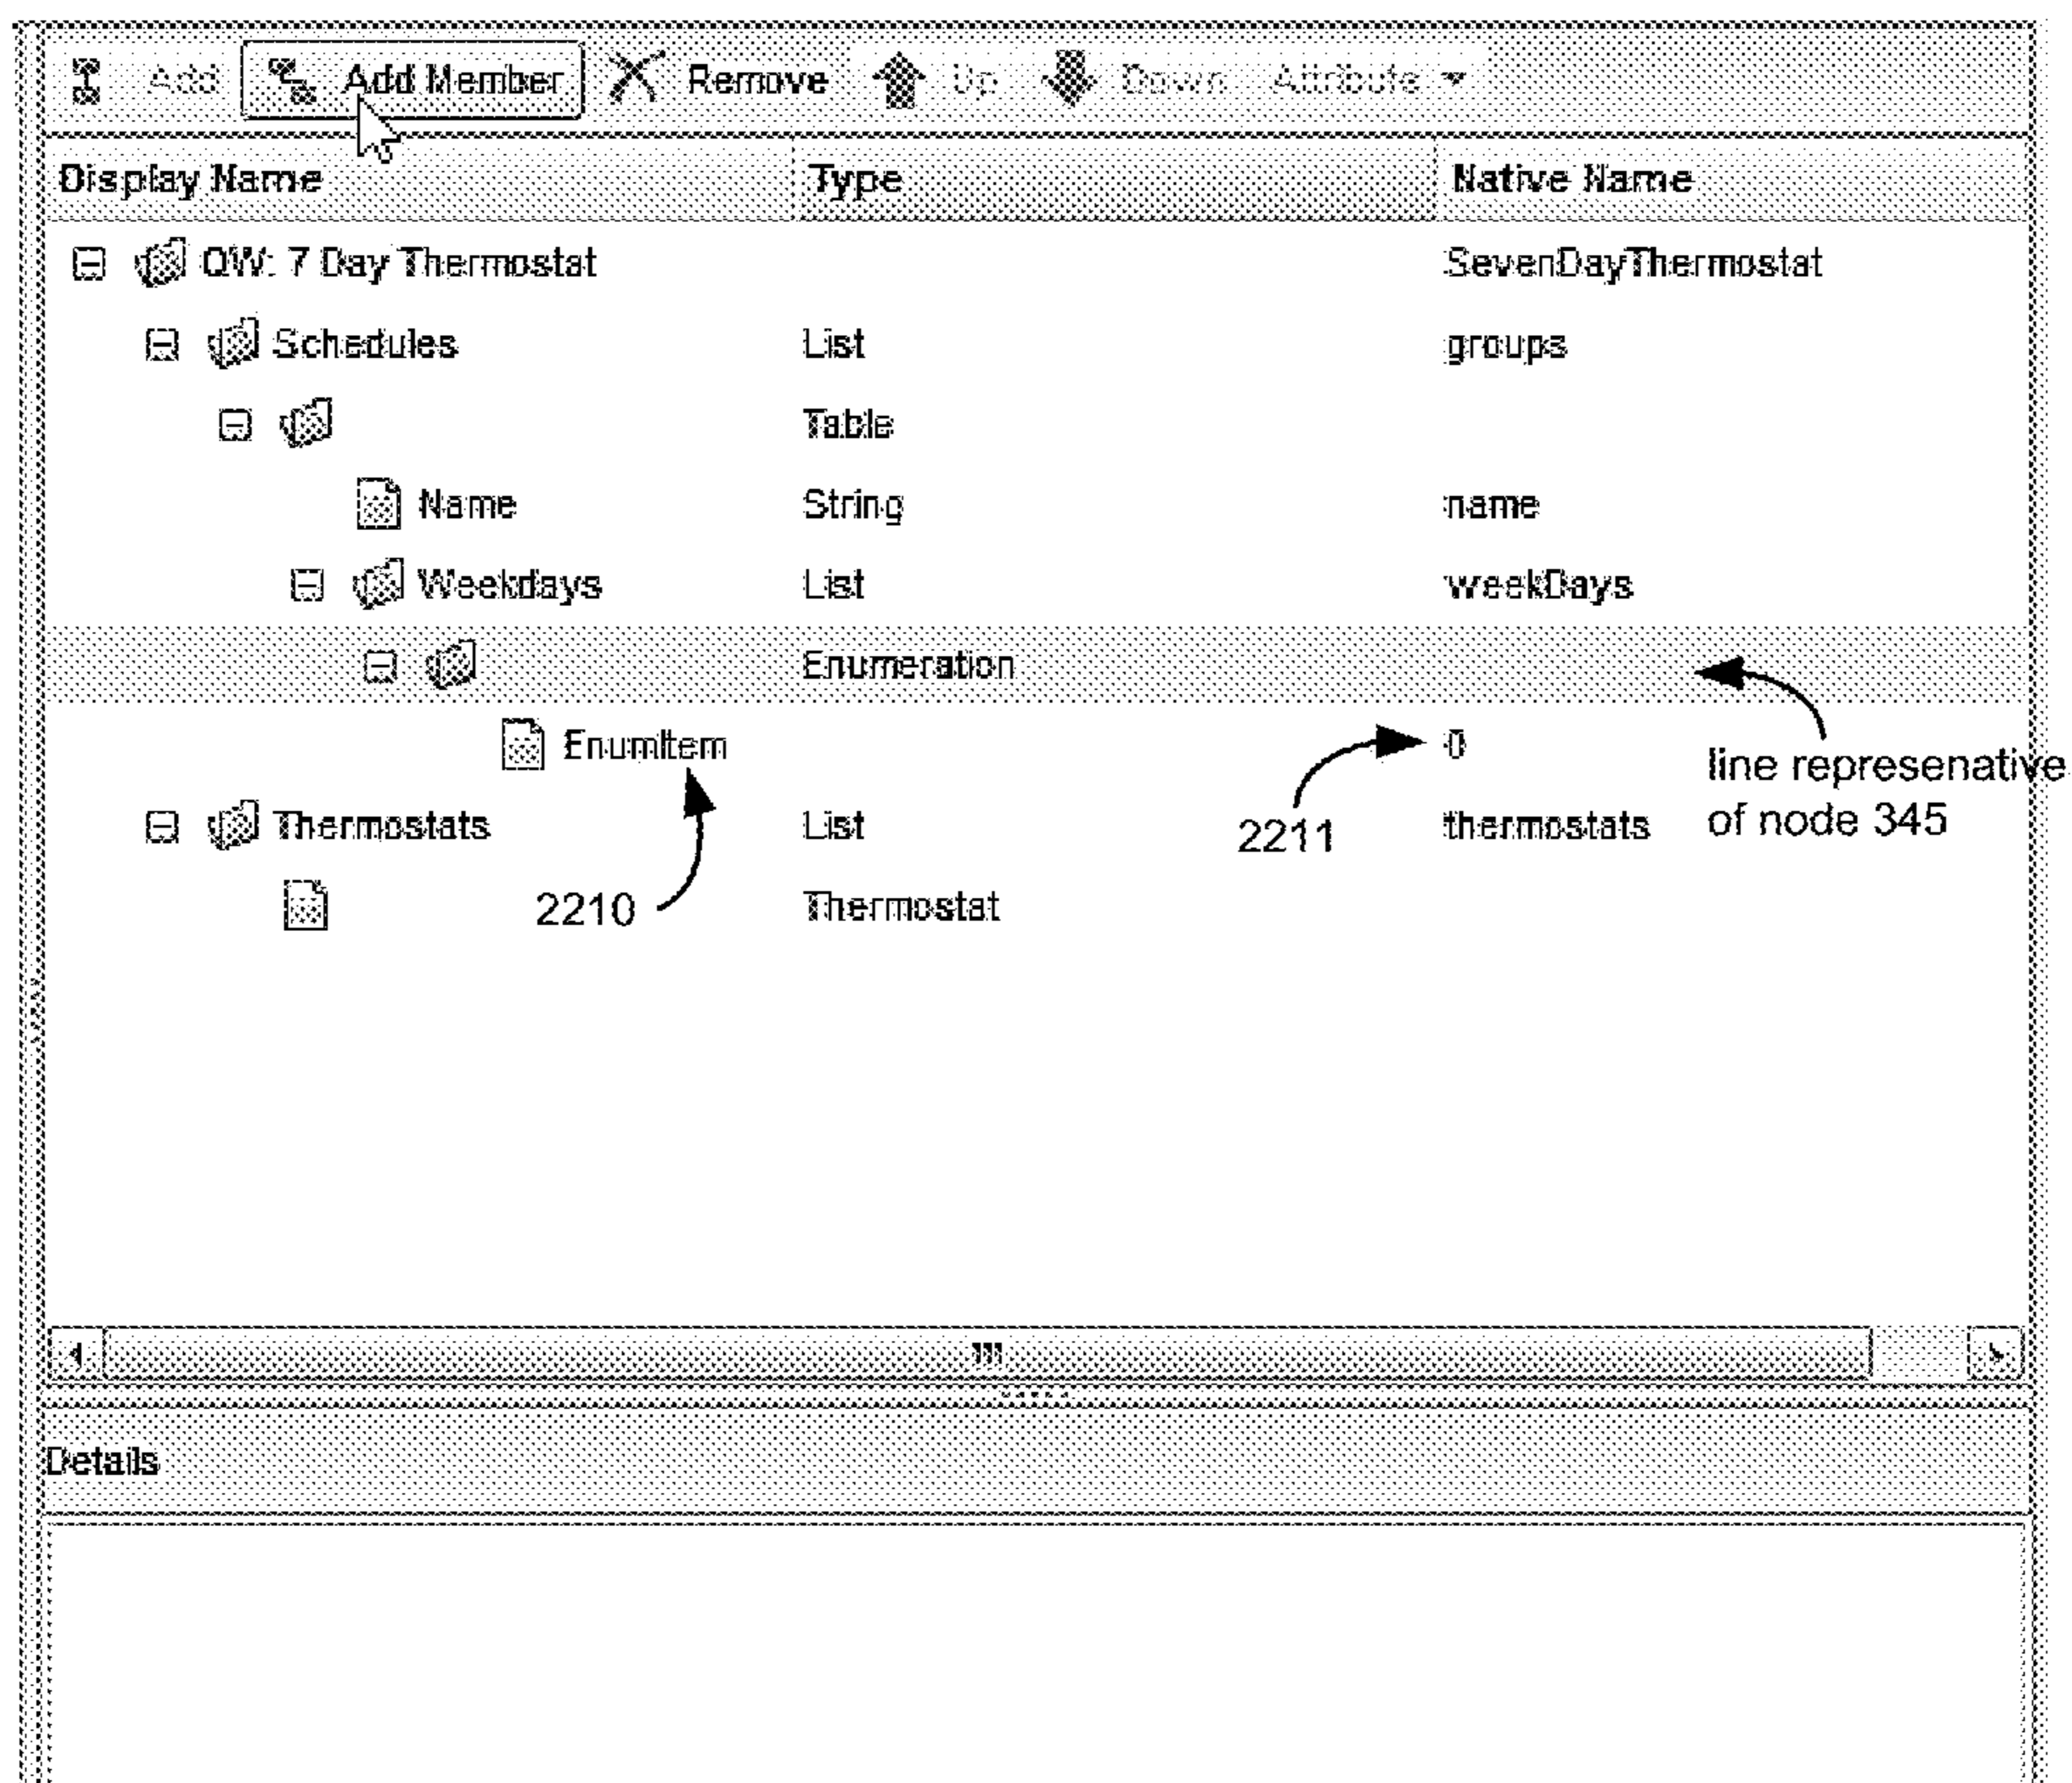 Add Add Member Remove Up Down Attribute
Display Name Type Native Name
QW: 7 Day Thermostat SevenDayThermostat
Schedules List groups
Table
Name String name
Weekdays List weekDays
Enumeration
EnumItem 0
line represenative
of node 345
2211
Thermostats List thermostats
2210
Thermostat
Details